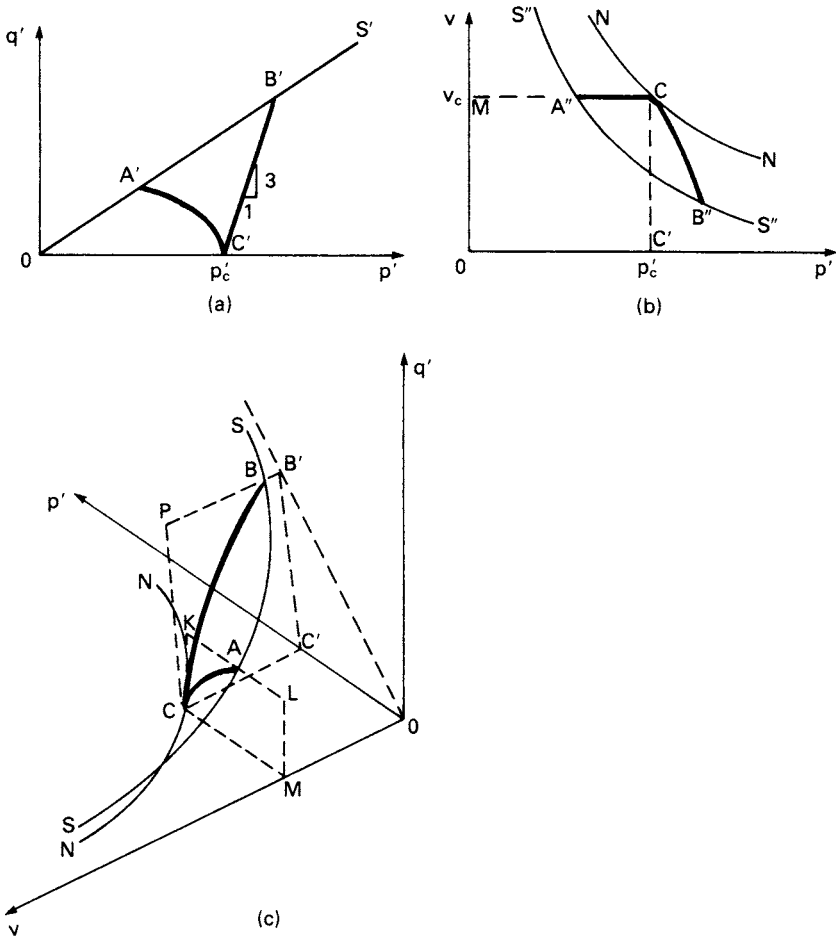 q′
S′
B′
A′
3
1
C′
0
p′c
p′
(a)
v
S″
N
vc
M
A″
C
N
B″
S″
C′
0
p′c
p′
(b)
q′
S
B
B′
p′
P
N
K
A
C′
C
L
0
M
S
N
v
(c)